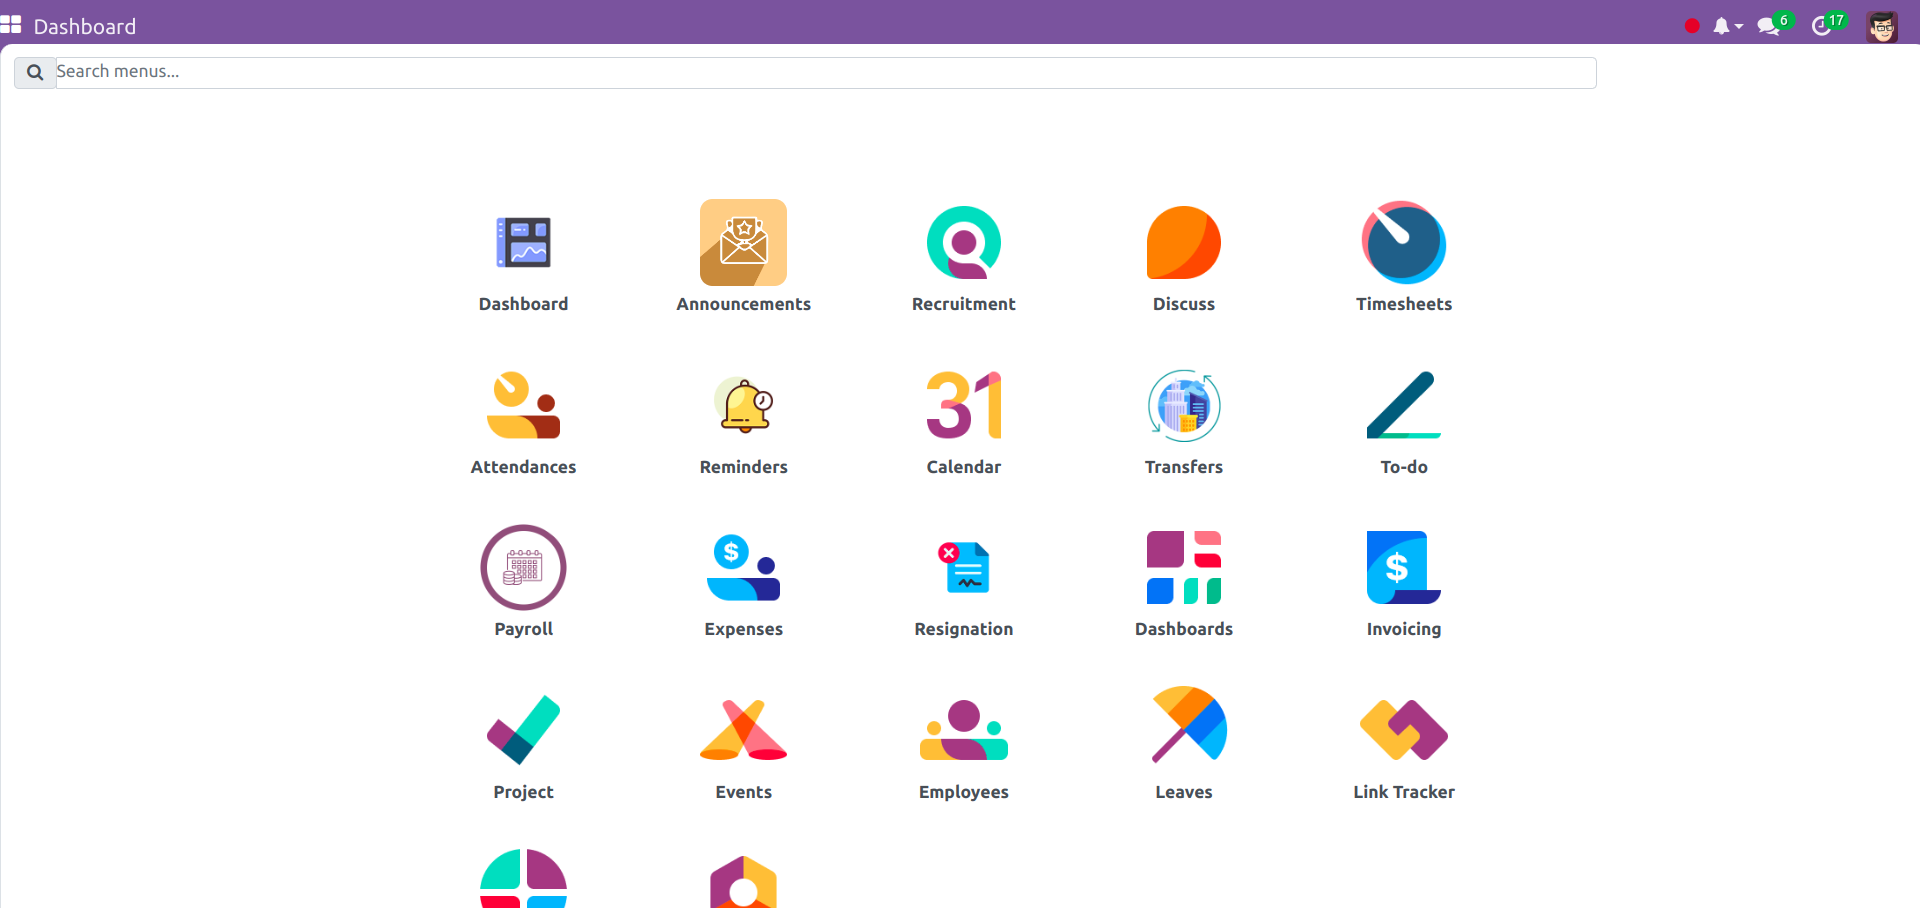 Dashboard
6
17
Search menus...
Dashboard
Announcements
Recruitment
Discuss
Timesheets
Attendances
Reminders
31
Calendar
Transfers
To-do
Payroll
$
Expenses
Resignation
Dashboards
$
Invoicing
Project
Events
Employees
Leaves
Link Tracker